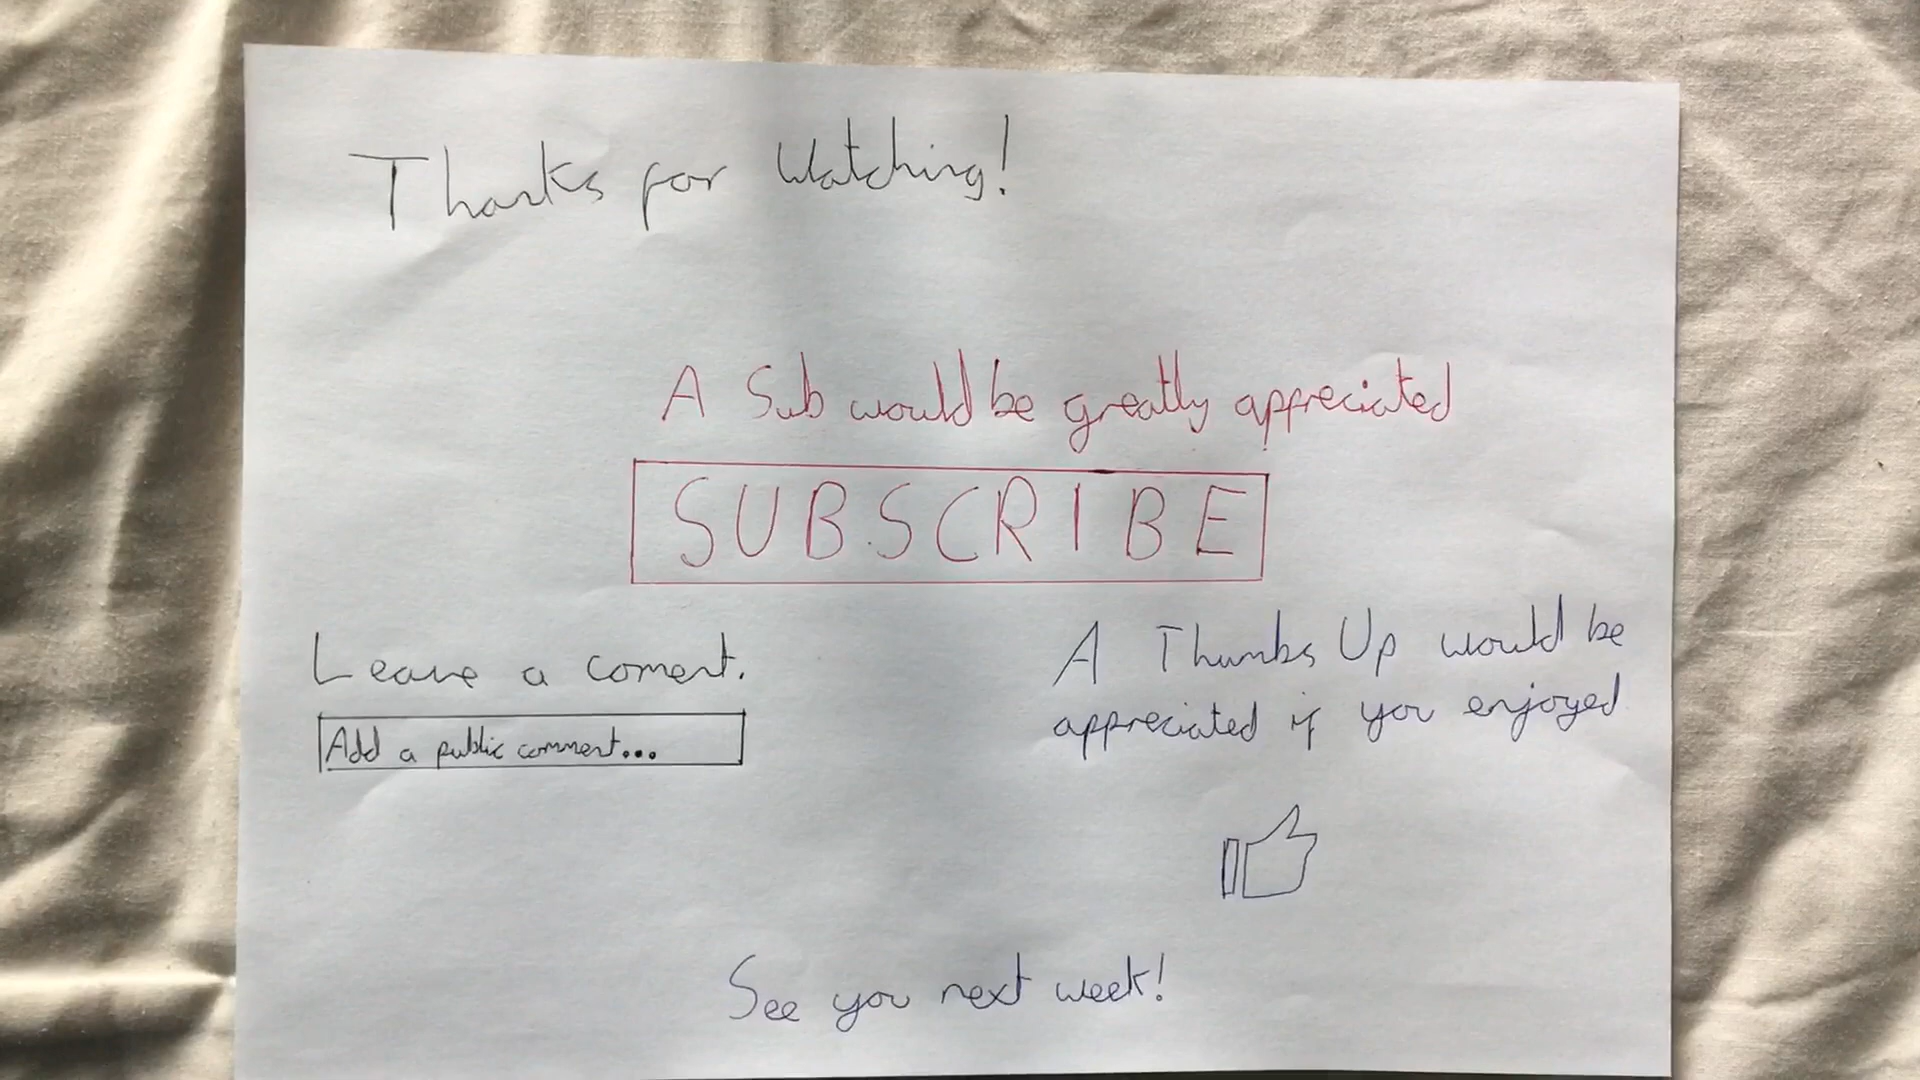 Thanks for Watching!
A Sub would be greatly appreciated
SUBSCRIBE
Leave a coment.
Add a public comment...
A Thumbs Up would be
appreciated if you enjoyed
See you next week!